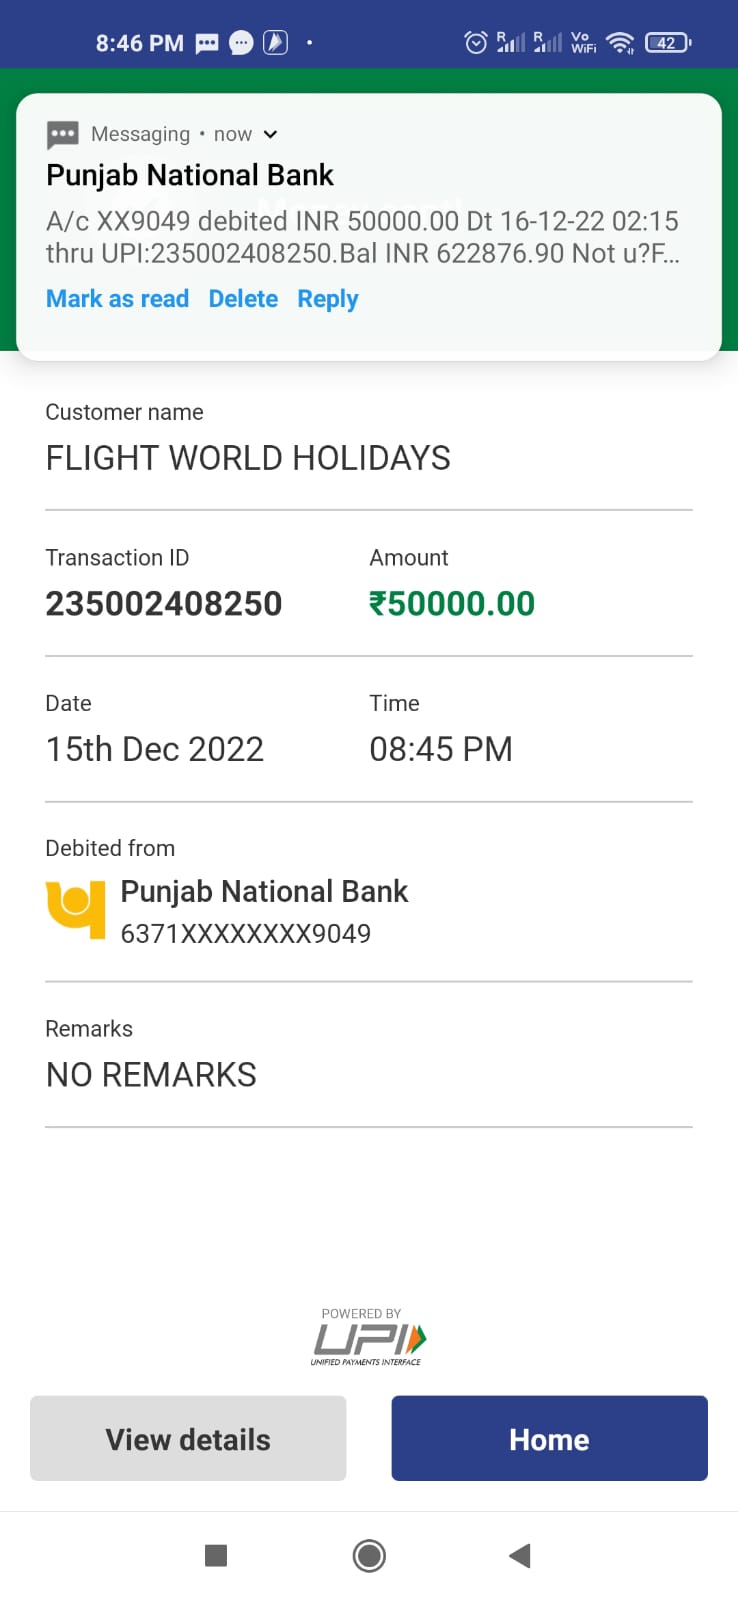 8:46 PM
R R Vo WiFi 42
Messaging • now
Punjab National Bank
A/c XX9049 debited INR 50000.00 Dt 16-12-22 02:15
thru UPI:235002408250.Bal INR 622876.90 Not u?F...
Mark as read Delete Reply
Customer name
FLIGHT WORLD HOLIDAYS
Transaction ID Amount
235002408250 ₹50000.00
Date Time
15th Dec 2022 08:45 PM
Debited from
Punjab National Bank
6371XXXXXXXX9049
Remarks
NO REMARKS
POWERED BY
UPI
UNIFIED PAYMENTS INTERFACE
View details Home